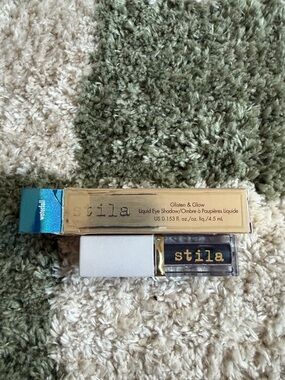 waterfall
stila
Glisten & Glow
Liquid Eye Shadow/Ombre à Paupières Liquide
US D.153 fl. oz./oz. liq./4.5 mL
stila